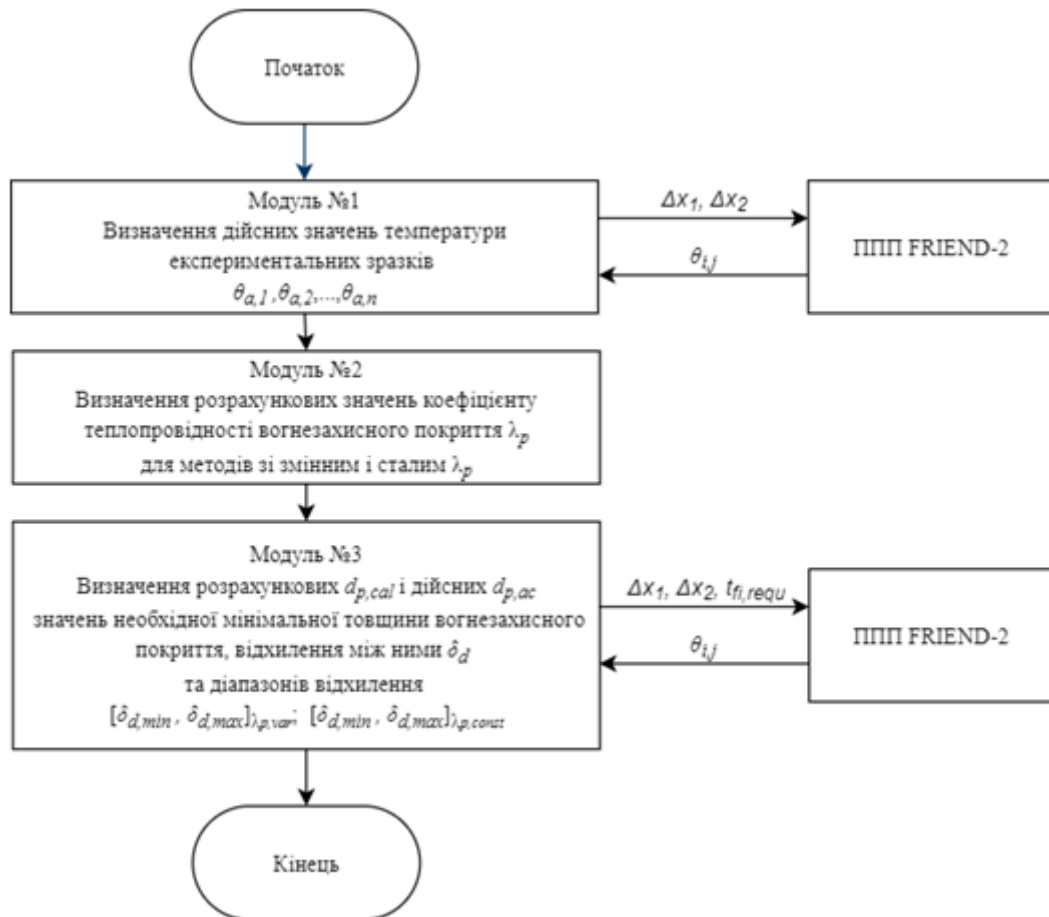 Початок
Модуль №1
Визначення дійсних значень температури
експериментальних зразків
θa,1 ,θa,2,...,θa,n
Δx1, Δx2
θi,j
ППП FRIEND-2
Модуль №2
Визначення розрахункових значень коефіцієнту
теплопровідності вогнезахисного покриття λp
для методів зі змінним і сталим λp
Модуль №3
Визначення розрахункових dp,cal і дійсних dp,ac
значень необхідної мінімальної товщини вогнезахисного
покриття, відхилення між ними δd
та діапазонів відхилення
[δd,min , δd,max]λp,var; [δd,min , δd,max]λp,const
Δx1, Δx2, tfi,requ
θi,j
ППП FRIEND-2
Кінець